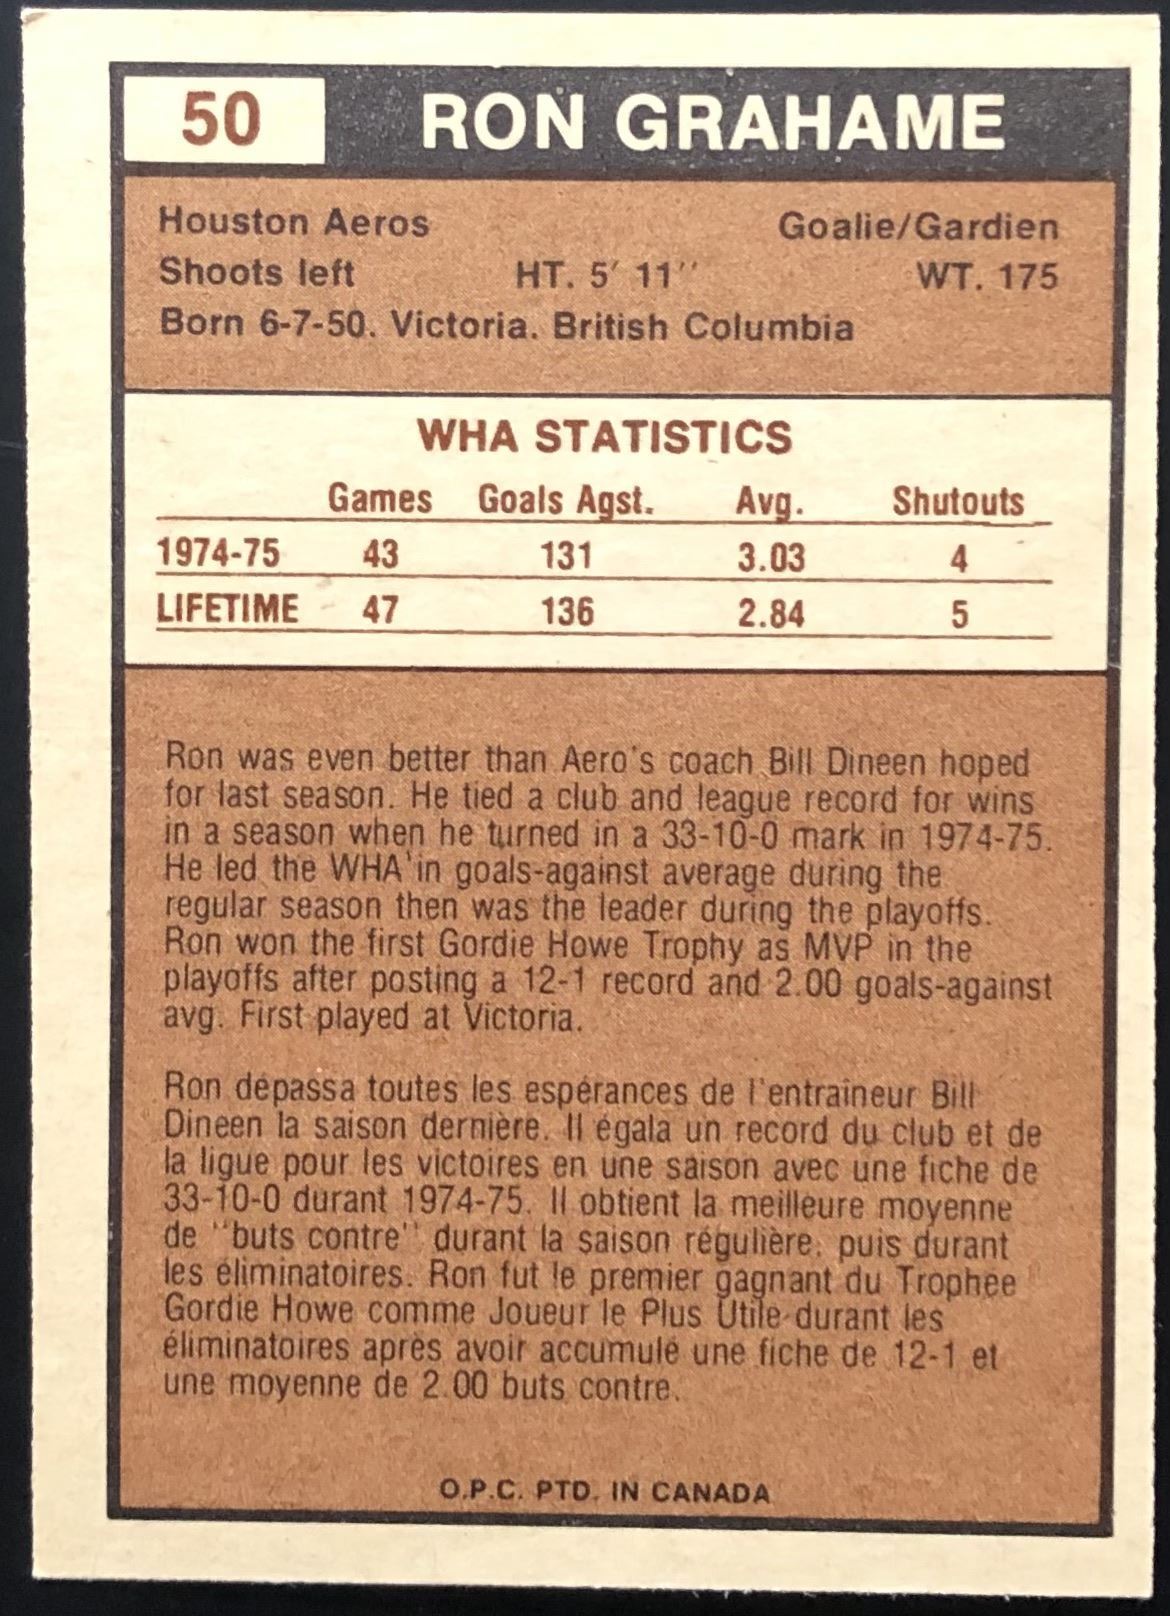 50 RON GRAHAME
Houston Aeros Goalie/Gardien
Shoots left HT. 5' 11'' WT. 175
Born 6-7-50. Victoria. British Columbia
WHA STATISTICS
Games Goals Agst. Avg. Shutouts
1974-75 43 131 3.03 4
LIFETIME 47 136 2.84 5
Ron was even better than Aero's coach Bill Dineen hoped
for last season. He tied a club and league record for wins
in a season when he turned in a 33-10-0 mark in 1974-75.
He led the WHA in goals-against average during the
regular season then was the leader during the playoffs.
Ron won the first Gordie Howe Trophy as MVP in the
playoffs after posting a 12-1 record and 2.00 goals-against
avg. First played at Victoria.
Ron dépassa toutes les espérances de l'entraîneur Bill
Dineen la saison dernière. Il égala un record du club et de
la ligue pour les victoires en une saison avec une fiche de
33-10-0 durant 1974-75. Il obtient la meilleure moyenne
de "buts contre" durant la saison régulière, puis durant
les éliminatoires. Ron fut le premier gagnant du Trophée
Gordie Howe comme Joueur le Plus Utile durant les
éliminatoires après avoir accumulé une fiche de 12-1 et
une moyenne de 2.00 buts contre.
O.P.C. PTD. IN CANADA